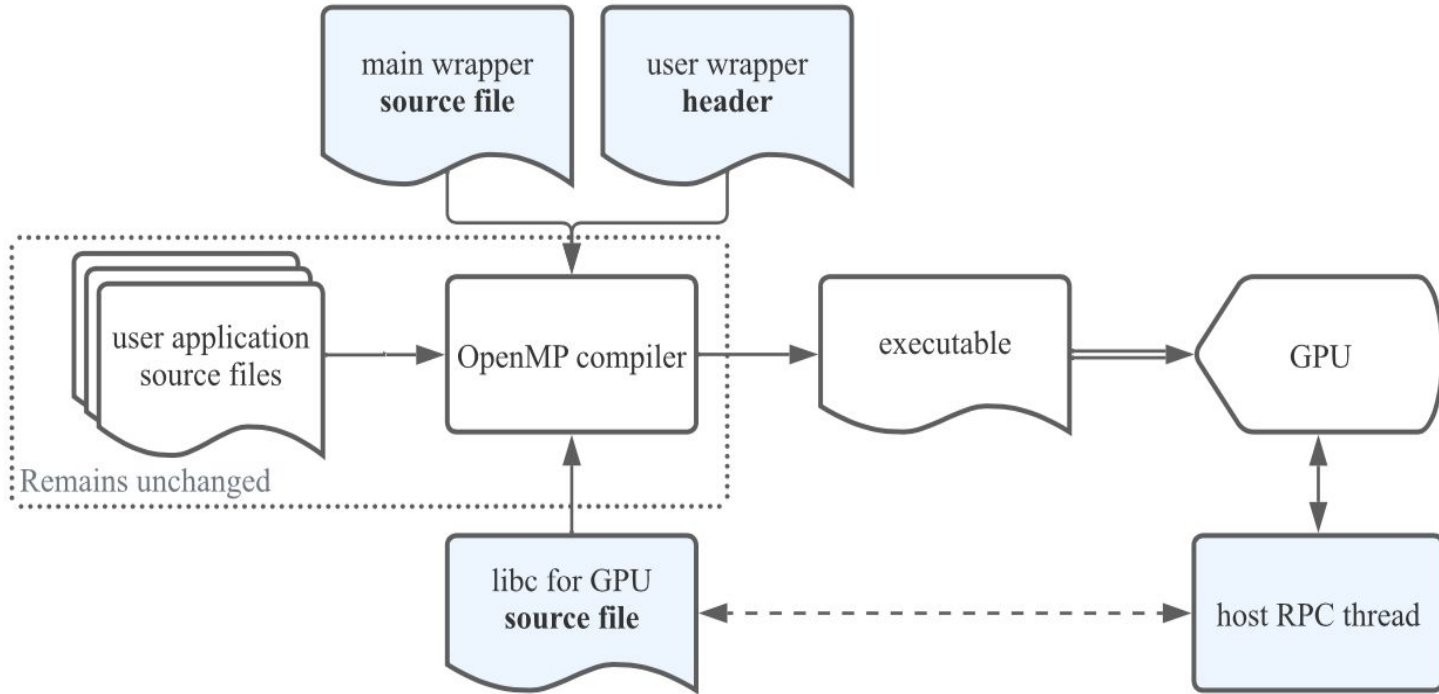 main wrapper
source file
user wrapper
header
user application
source files
OpenMP compiler
executable
GPU
Remains unchanged
libc for GPU
source file
host RPC thread